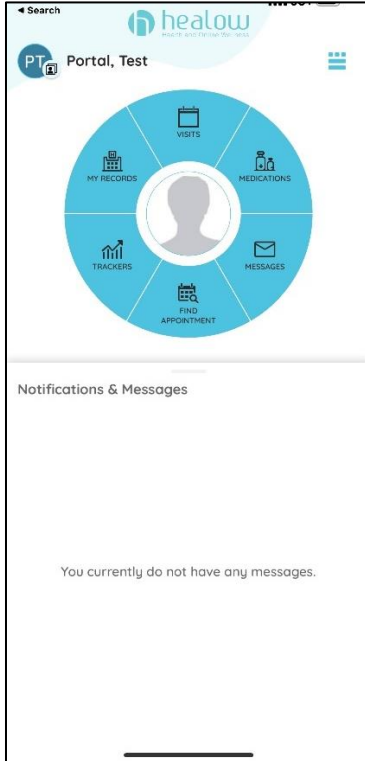 ◀ Search
healow
Health and Online Wellness
PT
Portal, Test
VISITS
MY RECORDS
MEDICATIONS
TRACKERS
MESSAGES
FIND
APPOINTMENT
Notifications & Messages
You currently do not have any messages.